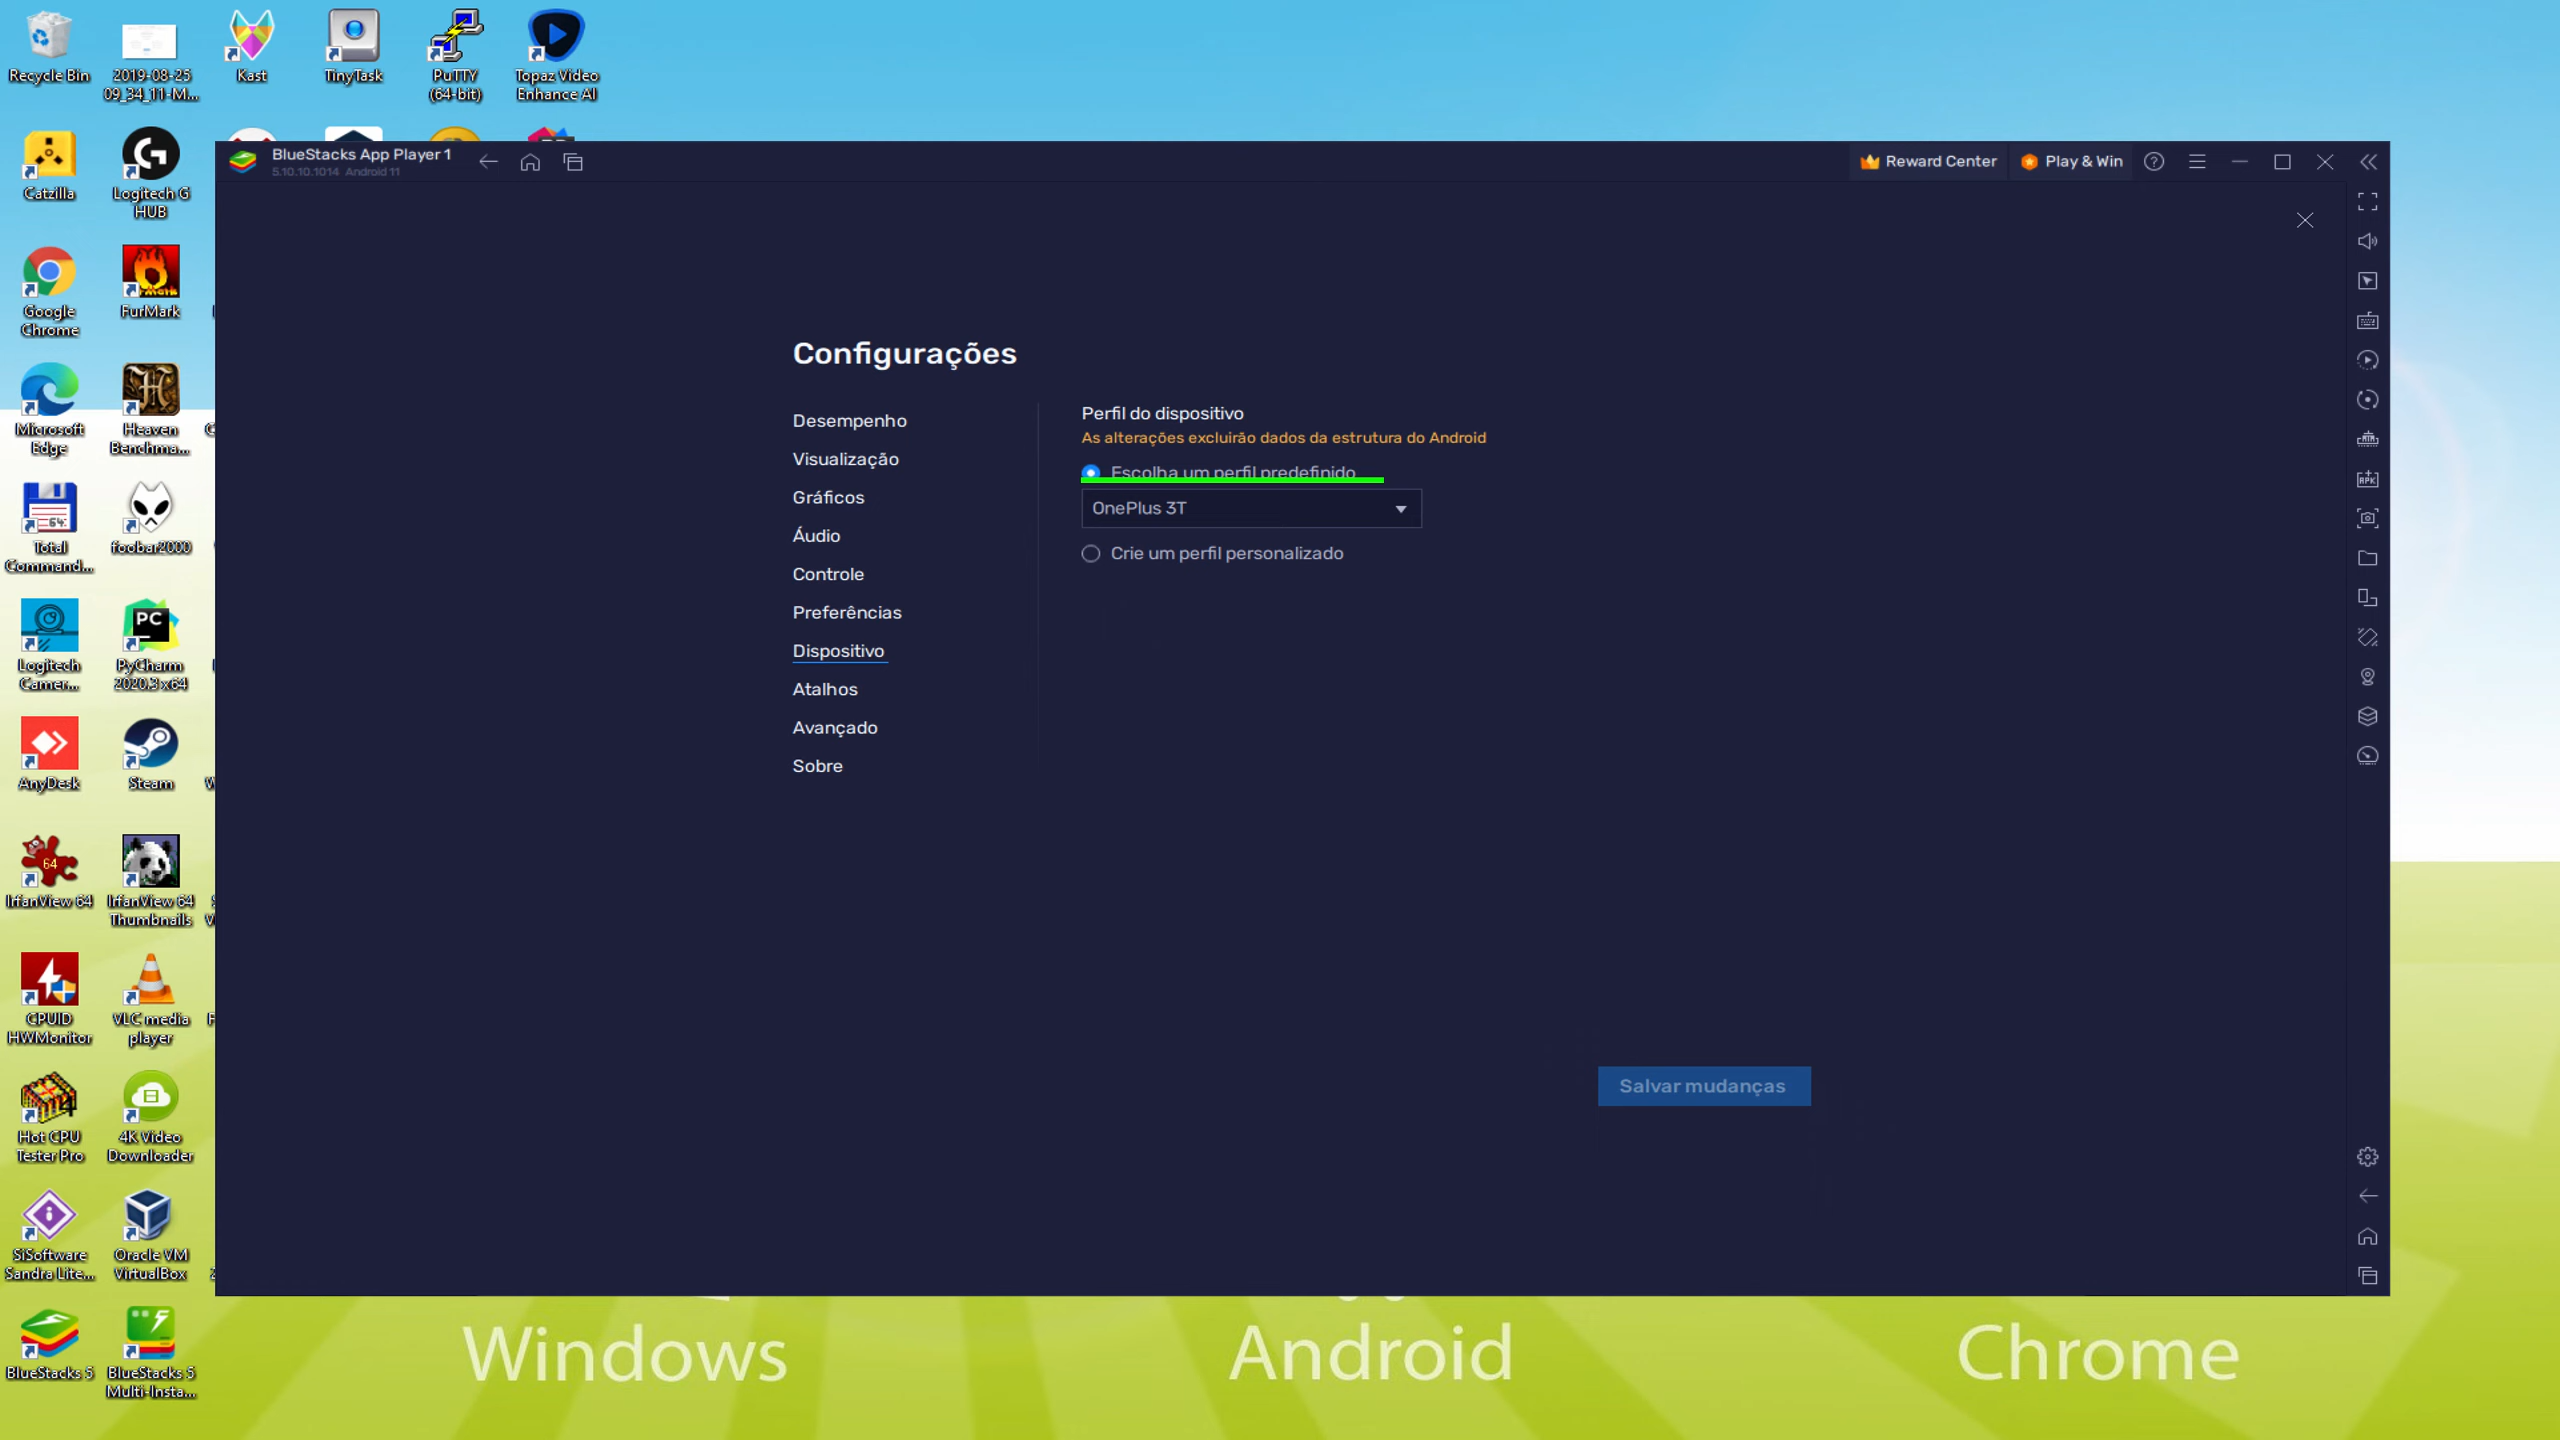 Recycle Bin
2019-08-25
09_34_11-M...
Kast
TinyTask
PuTTY
(64-bit)
Topaz Video
Enhance AI
Catzilla
Logitech G
HUB
Google
Chrome
FurMark
Microsoft
Edge
Heaven
Benchma...
Total
Command...
foobar2000
Logitech
Camer...
PyCharm
2020.3 x64
AnyDesk
Steam
IrfanView 64
IrfanView 64
Thumbnails
CPUID
HWMonitor
VLC media
player
Hot CPU
Tester Pro
4K Video
Downloader
SiSoftware
Sandra Lite...
Oracle VM
VirtualBox
BlueStacks 5
BlueStacks 5
Multi-Insta...
BlueStacks App Player 1
5.10.10.1014 Android 11
Reward Center
Play & Win
Configurações
Desempenho
Visualização
Gráficos
Áudio
Controle
Preferências
Dispositivo
Atalhos
Avançado
Sobre
Perfil do dispositivo
As alterações excluirão dados da estrutura do Android
Escolha um perfil predefinido
OnePlus 3T
Crie um perfil personalizado
Salvar mudanças
Windows
Android
Chrome